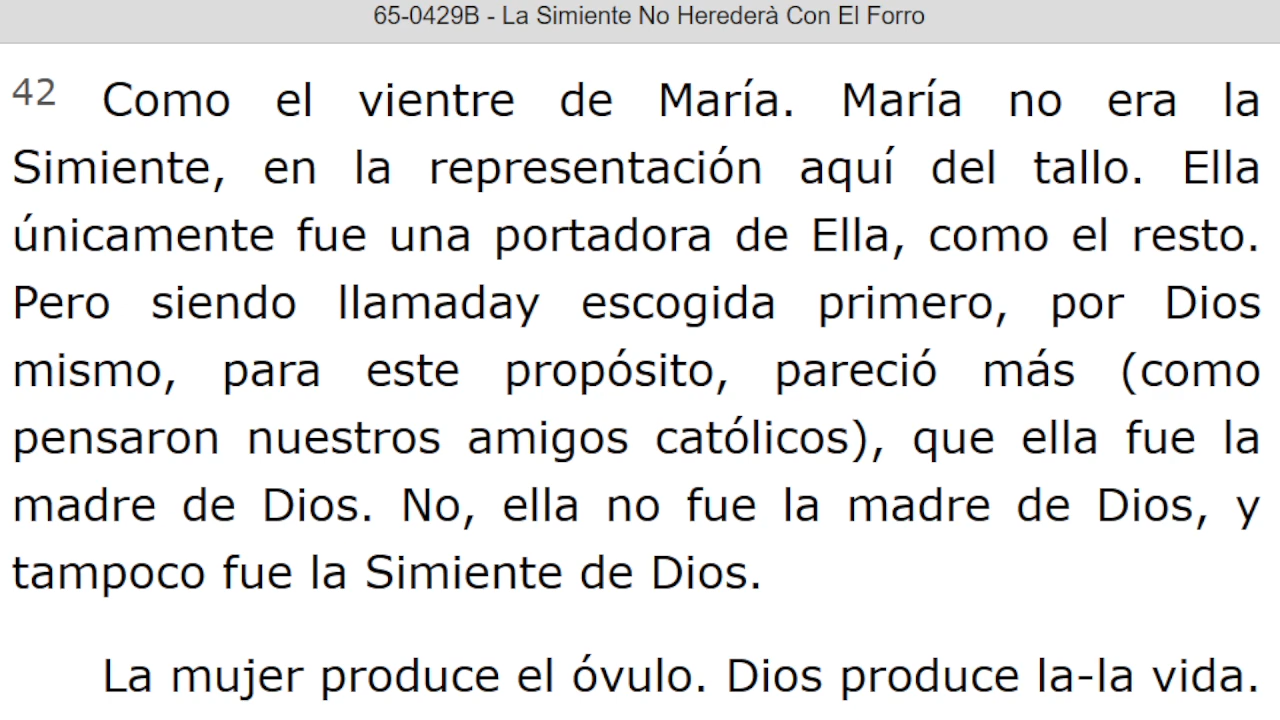 65-0429B - La Simiente No Herederà Con El Forro
42 Como el vientre de María. María no era la
Simiente, en la representación aquí del tallo. Ella
únicamente fue una portadora de Ella, como el resto.
Pero siendo llamaday escogida primero, por Dios
mismo, para este propósito, pareció más (como
pensaron nuestros amigos católicos), que ella fue la
madre de Dios. No, ella no fue la madre de Dios, y
tampoco fue la Simiente de Dios.
La mujer produce el óvulo. Dios produce la-la vida.